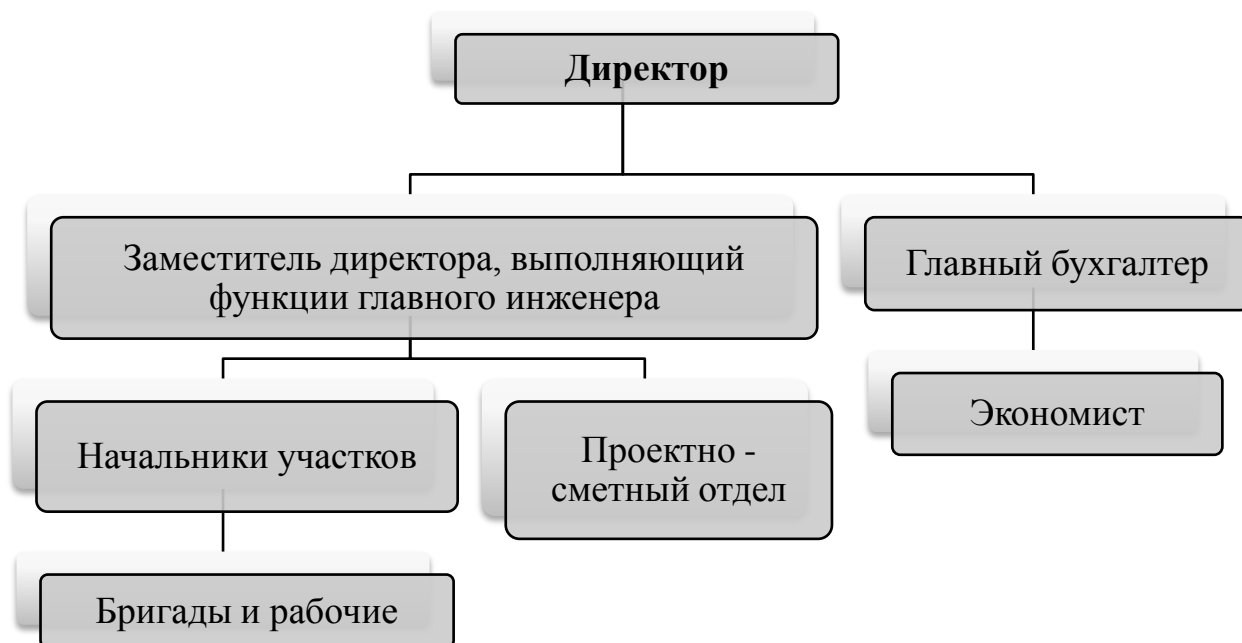 Директор
Заместитель директора, выполняющий
функции главного инженера
Главный бухгалтер
Начальники участков
Проектно -
сметный отдел
Экономист
Бригады и рабочие